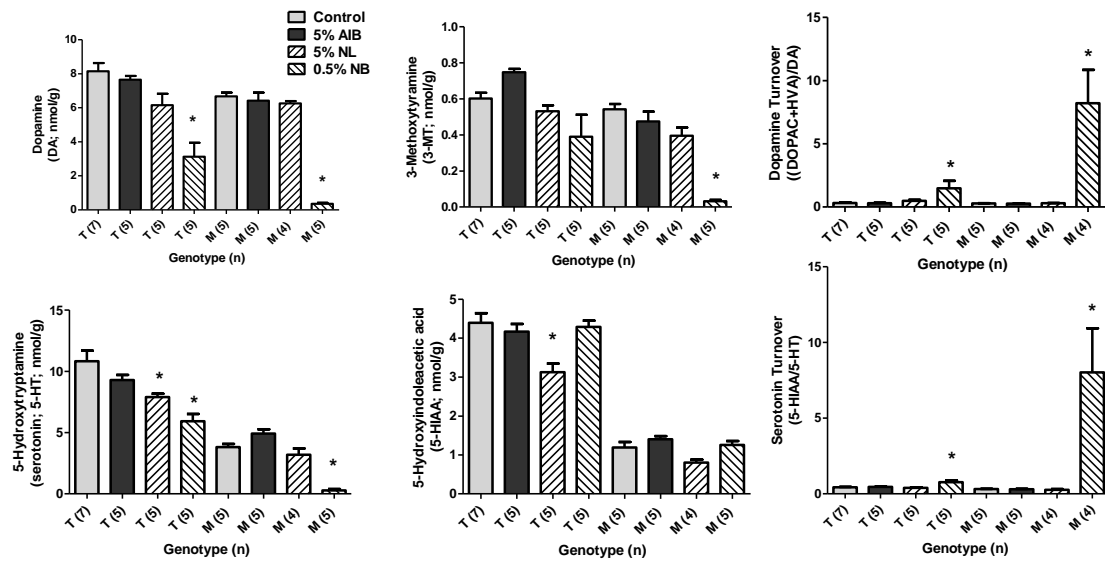 Control
5% AIB
5% NL
0.5% NB
Dopamine
(DA; nmol/g)
10
8
6
4
2
0
*
*
T (7)
T (5)
T (5)
T (5)
M (5)
M (5)
M (4)
M (5)
Genotype (n)
3-Methoxytyramine
(3-MT; nmol/g)
1.0
0.8
0.6
0.4
0.2
0.0
*
T (7)
T (5)
T (5)
T (5)
M (5)
M (5)
M (4)
M (5)
Genotype (n)
Dopamine Turnover
((DOPAC+HVA)/DA)
15
10
5
0
*
*
T (7)
T (5)
T (5)
T (5)
M (5)
M (5)
M (4)
M (4)
Genotype (n)
5-Hydroxytryptamine
(serotonin; 5-HT; nmol/g)
15
10
5
0
*
*
*
T (7)
T (5)
T (5)
T (5)
M (5)
M (5)
M (4)
M (5)
Genotype (n)
5-Hydroxyindoleacetic acid
(5-HIAA; nmol/g)
5
4
3
2
1
0
*
T (7)
T (5)
T (5)
T (5)
M (5)
M (5)
M (4)
M (5)
Genotype (n)
Serotonin Turnover
(5-HIAA/5-HT)
15
10
5
0
*
*
T (7)
T (5)
T (5)
T (5)
M (5)
M (5)
M (4)
M (4)
Genotype (n)